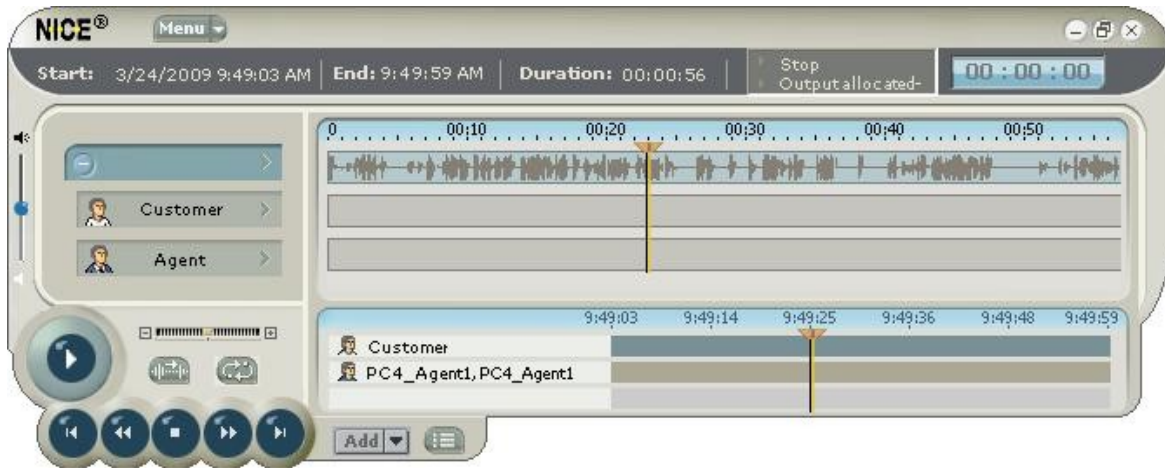 NICE® Menu
Start: 3/24/2009 9:49:03 AM End: 9:49:59 AM Duration: 00:00:56 Stop 00:00:00
Output allocated-
0 00:10 00:20 00:30 00:40 00:50
Customer
Agent
9:49:03 9:49:14 9:49:25 9:49:36 9:49:48 9:49:59
Customer
PC4_Agent1, PC4_Agent1
Add